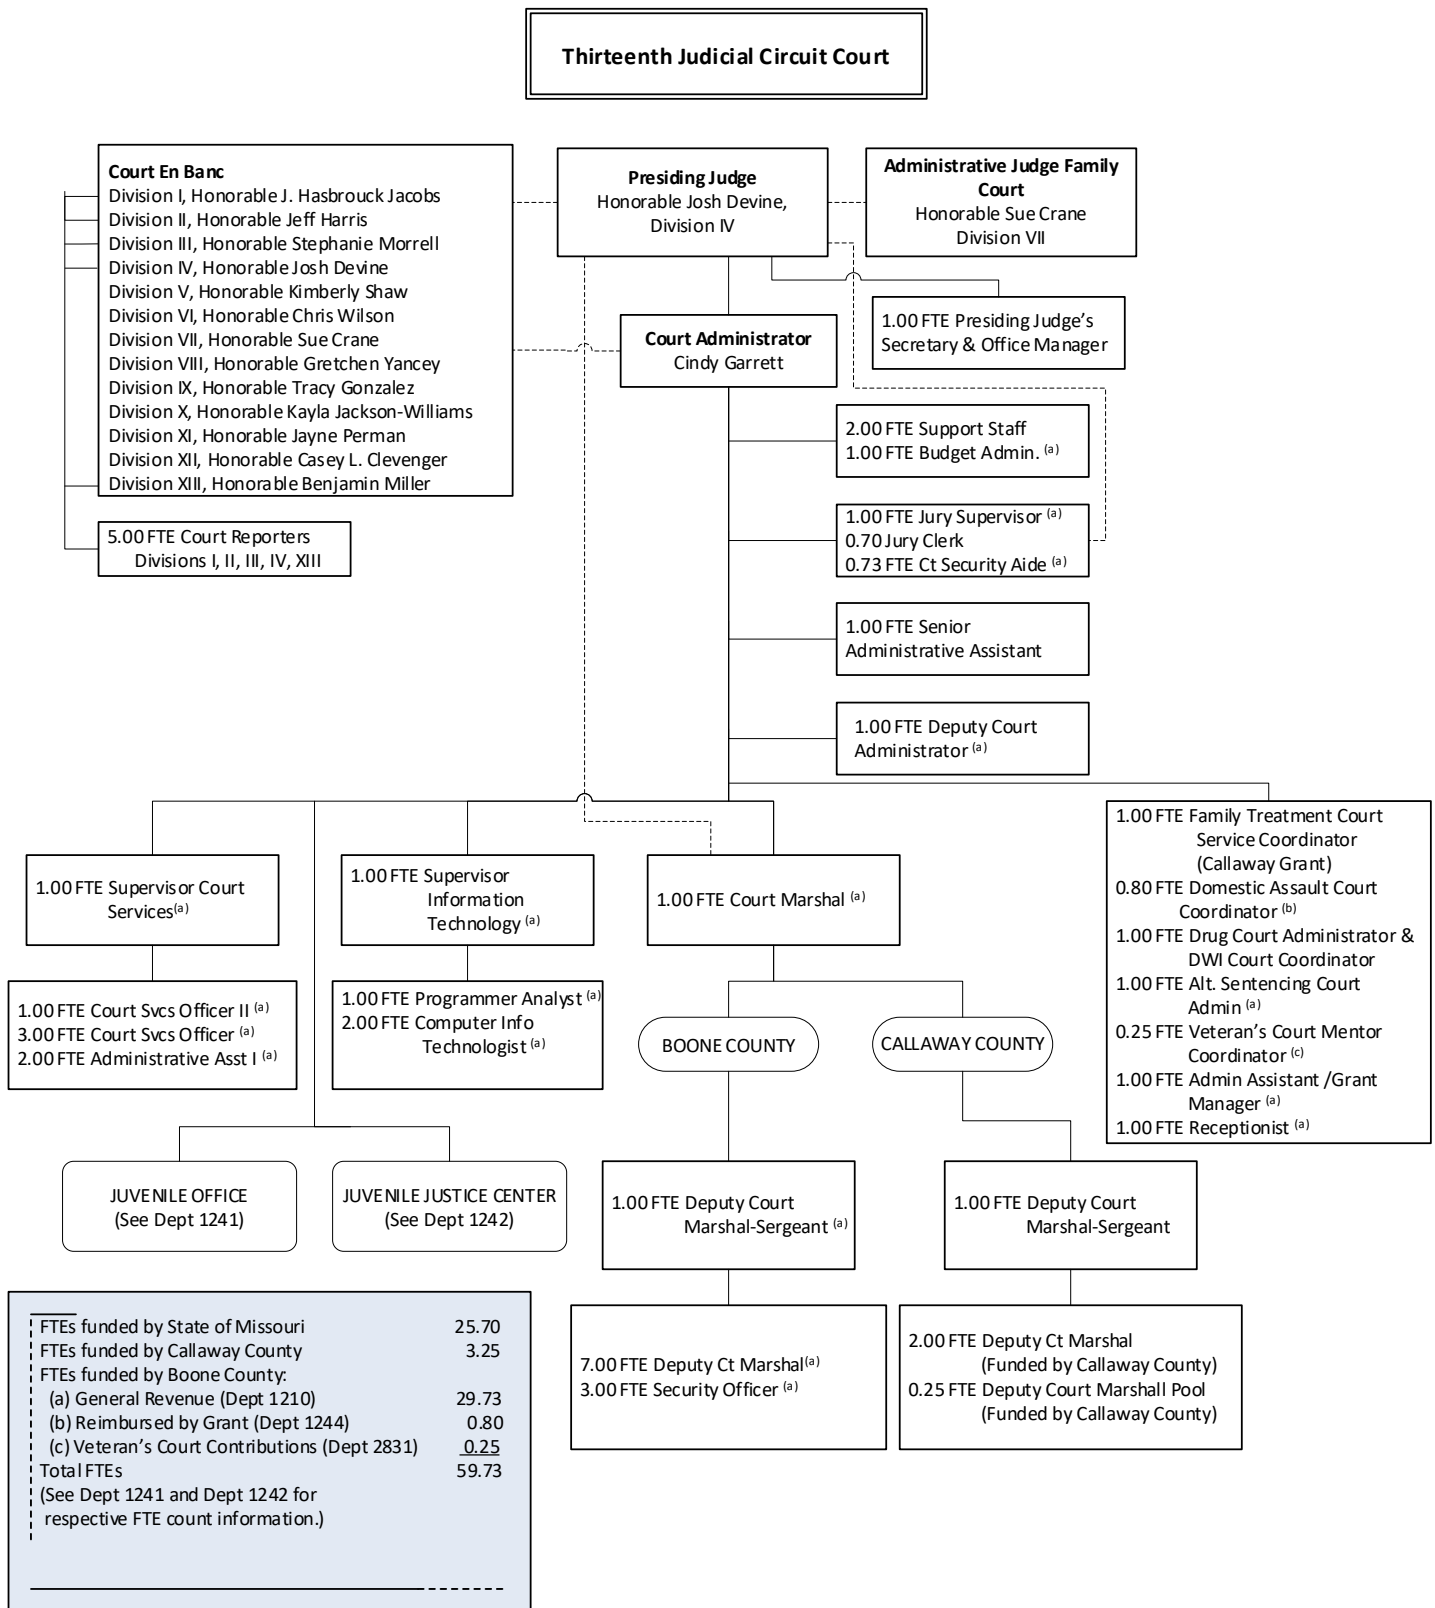 Thirteenth Judicial Circuit Court
Court En Banc
Division I, Honorable J. Hasbrouck Jacobs
Division II, Honorable Jeff Harris
Division III, Honorable Stephanie Morrell
Division IV, Honorable Josh Devine
Division V, Honorable Kimberly Shaw
Division VI, Honorable Chris Wilson
Division VII, Honorable Sue Crane
Division VIII, Honorable Gretchen Yancey
Division IX, Honorable Tracy Gonzalez
Division X, Honorable Kayla Jackson-Williams
Division XI, Honorable Jayne Perman
Division XII, Honorable Casey L. Clevenger
Division XIII, Honorable Benjamin Miller
5.00 FTE Court Reporters
Divisions I, II, III, IV, XIII
Presiding Judge
Honorable Josh Devine,
Division IV
Administrative Judge Family
Court
Honorable Sue Crane
Division VII
1.00 FTE Presiding Judge's
Secretary & Office Manager
Court Administrator
Cindy Garrett
2.00 FTE Support Staff
1.00 FTE Budget Admin. (a)
1.00 FTE Jury Supervisor (a)
0.70 Jury Clerk
0.73 FTE Ct Security Aide (a)
1.00 FTE Senior
Administrative Assistant
1.00 FTE Deputy Court
Administrator (a)
1.00 FTE Supervisor Court
Services(a)
1.00 FTE Court Svcs Officer II (a)
3.00 FTE Court Svcs Officer (a)
2.00 FTE Administrative Asst I (a)
1.00 FTE Supervisor
Information
Technology (a)
1.00 FTE Programmer Analyst (a)
2.00 FTE Computer Info
Technologist (a)
1.00 FTE Court Marshal (a)
1.00 FTE Family Treatment Court
Service Coordinator
(Callaway Grant)
0.80 FTE Domestic Assault Court
Coordinator (b)
1.00 FTE Drug Court Administrator &
DWI Court Coordinator
1.00 FTE Alt. Sentencing Court
Admin (a)
0.25 FTE Veteran's Court Mentor
Coordinator (c)
1.00 FTE Admin Assistant /Grant
Manager (a)
1.00 FTE Receptionist (a)
BOONE COUNTY
CALLAWAY COUNTY
JUVENILE OFFICE
(See Dept 1241)
JUVENILE JUSTICE CENTER
(See Dept 1242)
1.00 FTE Deputy Court
Marshal-Sergeant (a)
1.00 FTE Deputy Court
Marshal-Sergeant
7.00 FTE Deputy Ct Marshal(a)
3.00 FTE Security Officer (a)
2.00 FTE Deputy Ct Marshal
(Funded by Callaway County)
0.25 FTE Deputy Court Marshall Pool
(Funded by Callaway County)
FTEs funded by State of Missouri 25.70
FTEs funded by Callaway County 3.25
FTEs funded by Boone County:
(a) General Revenue (Dept 1210) 29.73
(b) Reimbursed by Grant (Dept 1244) 0.80
(c) Veteran's Court Contributions (Dept 2831) 0.25
Total FTEs 59.73
(See Dept 1241 and Dept 1242 for
respective FTE count information.)